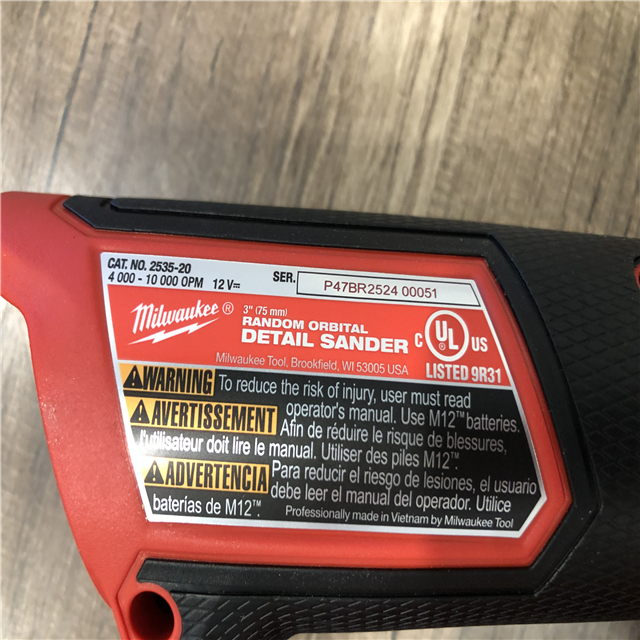 CAT. NO. 2535-20
4 000 - 10 000 OPM 12 V⎓
SER. P47BR2524 00051
Milwaukee®
3" (75 mm)
RANDOM ORBITAL
DETAIL SANDER
Milwaukee Tool, Brookfield, WI 53005 USA
C UL US
LISTED 9R31
WARNING To reduce the risk of injury, user must read
operator's manual. Use M12™ batteries.
AVERTISSEMENT Afin de réduire le risque de blessures,
l'utilisateur doit lire le manual. Utiliser des piles M12™.
ADVERTENCIA Para reducir el riesgo de lesiones, el usuario
debe leer el manual del operador. Utilice
baterías de M12™.
Professionally made in Vietnam by Milwaukee Tool